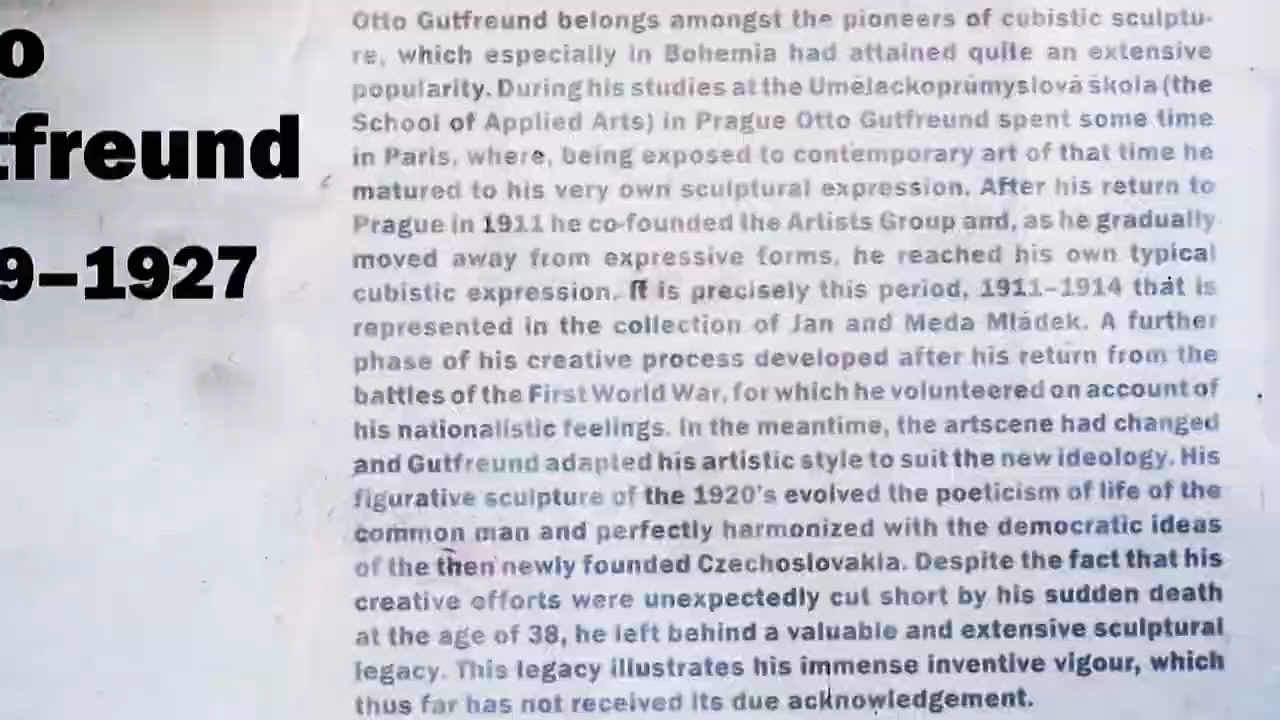 o
tfreund
9–1927
Otto Gutfreund belongs amongst the pioneers of cubistic sculptu-
re, which especially in Bohemia had attained quite an extensive
popularity. During his studies at the Umělackoprůmyslová škola (the
School of Applied Arts) in Prague Otto Gutfreund spent some time
in Paris, where, being exposed to contemporary art of that time he
matured to his very own sculptural expression. After his return to
Prague in 1911 he co-founded the Artists Group and, as he gradually
moved away from expressive forms, he reached his own typical
cubistic expression. It is precisely this period, 1911–1914 that is
represented in the collection of Jan and Meda Mládek. A further
phase of his creative process developed after his return from the
battles of the First World War, for which he volunteered on account of
his nationalistic feelings. In the meantime, the artscene had changed
and Gutfreund adapted his artistic style to suit the new ideology. His
figurative sculpture of the 1920's evolved the poeticism of life of the
common man and perfectly harmonized with the democratic ideas
of the then newly founded Czechoslovakia. Despite the fact that his
creative efforts were unexpectedly cut short by his sudden death
at the age of 38, he left behind a valuable and extensive sculptural
legacy. This legacy illustrates his immense inventive vigour, which
thus far has not received its due acknowledgement.